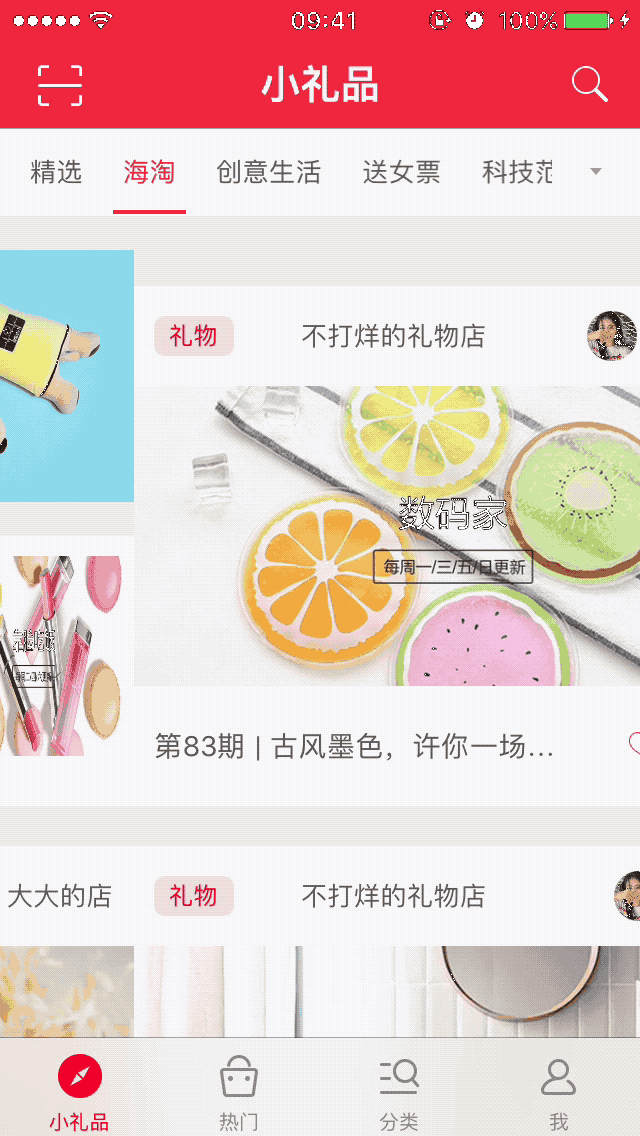 09:41
100%
小礼品
精选 海淘 创意生活 送女票 科技范
礼物 不打烊的礼物店
数码家
每周一/三/五/日更新
第83期 | 古风墨色，许你一场...
大大的店 礼物 不打烊的礼物店
小礼品 热门 分类 我